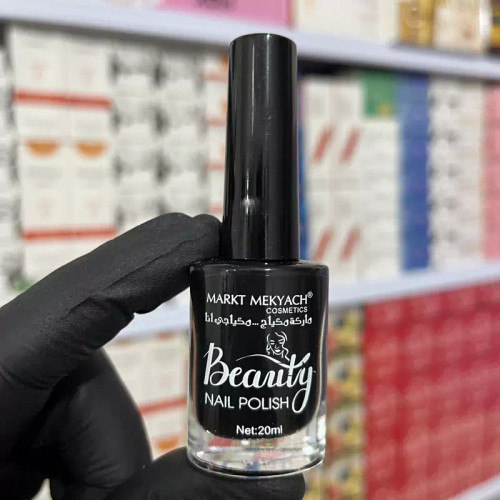 MARKT MEKYACH®
COSMETICS
ماركة مكياج ...مكياجي انا
Beauty
NAIL POLISH
Net:20ml